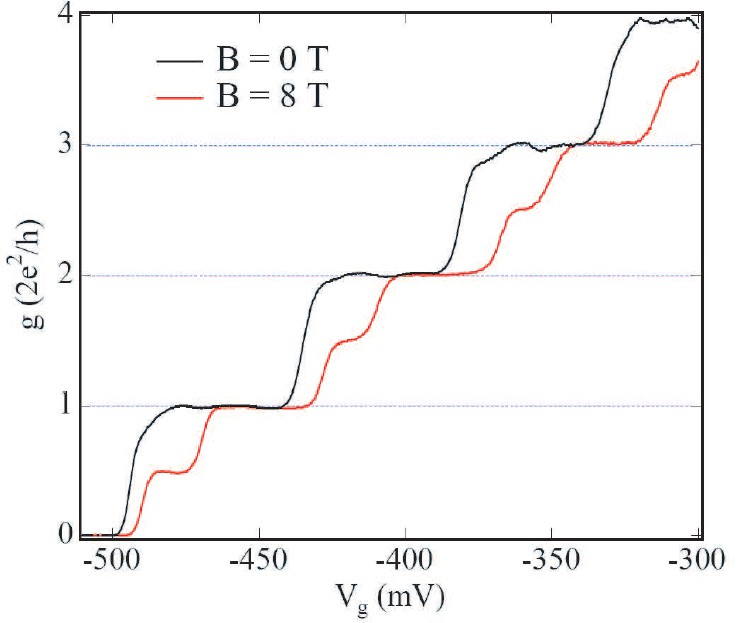 4
B = 0 T
B = 8 T
3
2
1
0
g (2e²/h)
-500 -450 -400 -350 -300
V_g (mV)